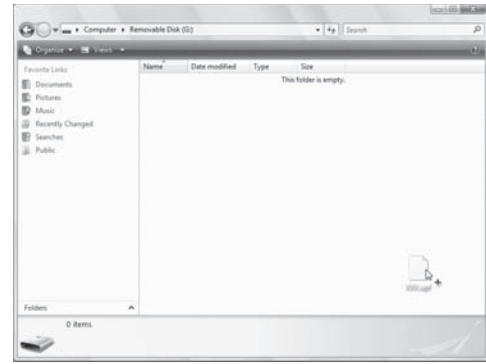 Computer ▸ Removable Disk (G:)
Search
Organize
Views
Favorite Links
Documents
Pictures
Music
Recently Changed
Searches
Public
Name Date modified Type Size
This folder is empty.
Folders
0 items